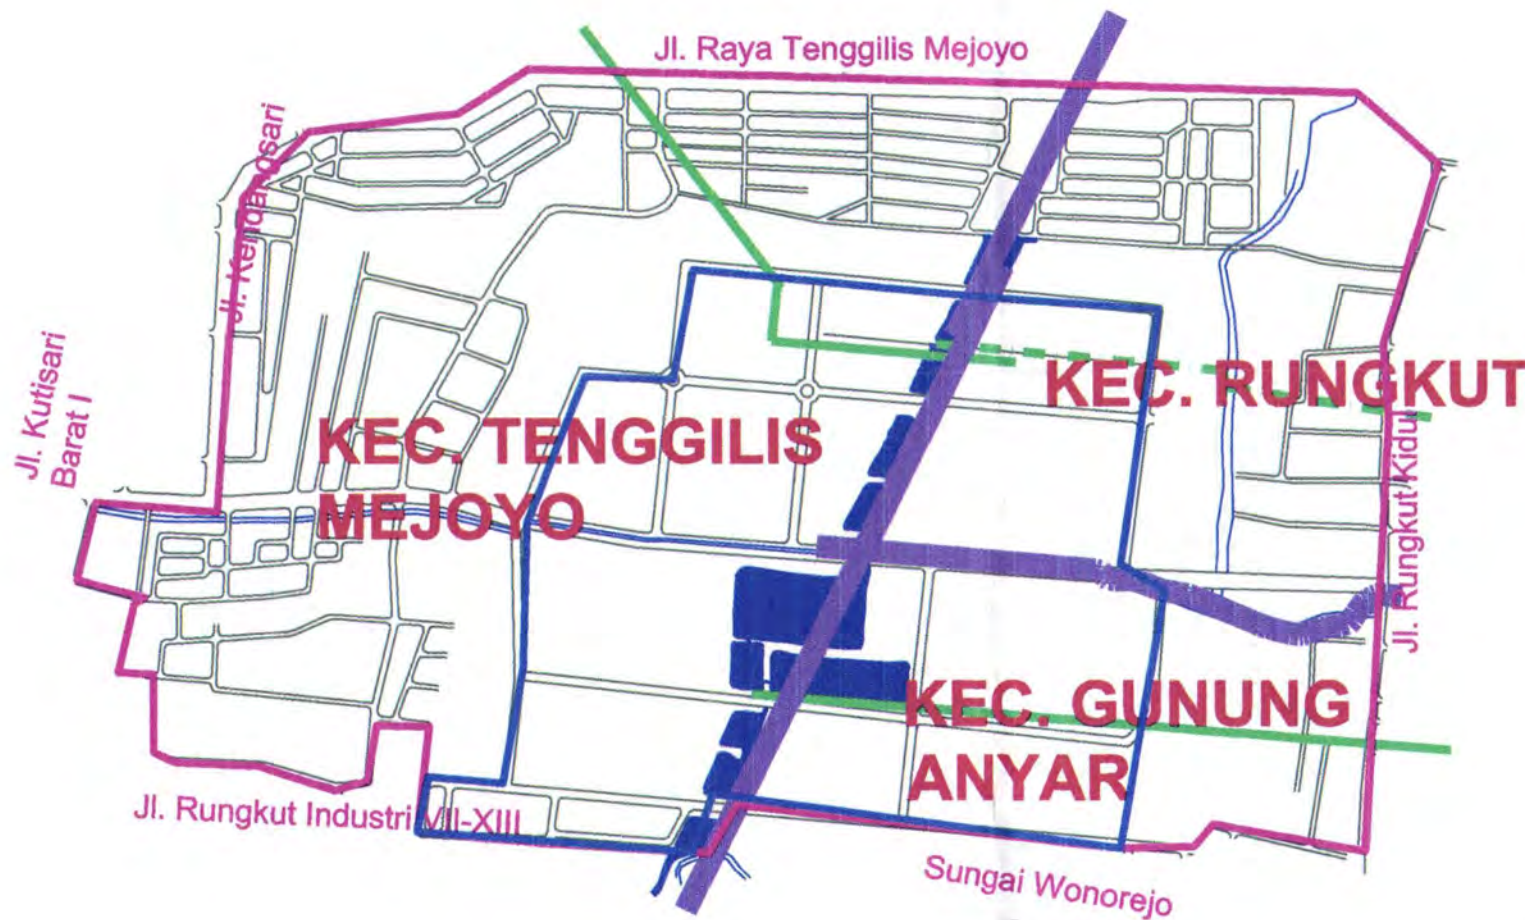 Jl. Raya Tenggilis Mejoyo
Jl. Kendangsari
Jl. Kutisari
Barat I
KEC. RUNGKUT
KEC. TENGGILIS
MEJOYO
Jl. Rungkut Kidul
KEC. GUNUNG
ANYAR
Jl. Rungkut Industri VII-XIII
Sungai Wonorejo